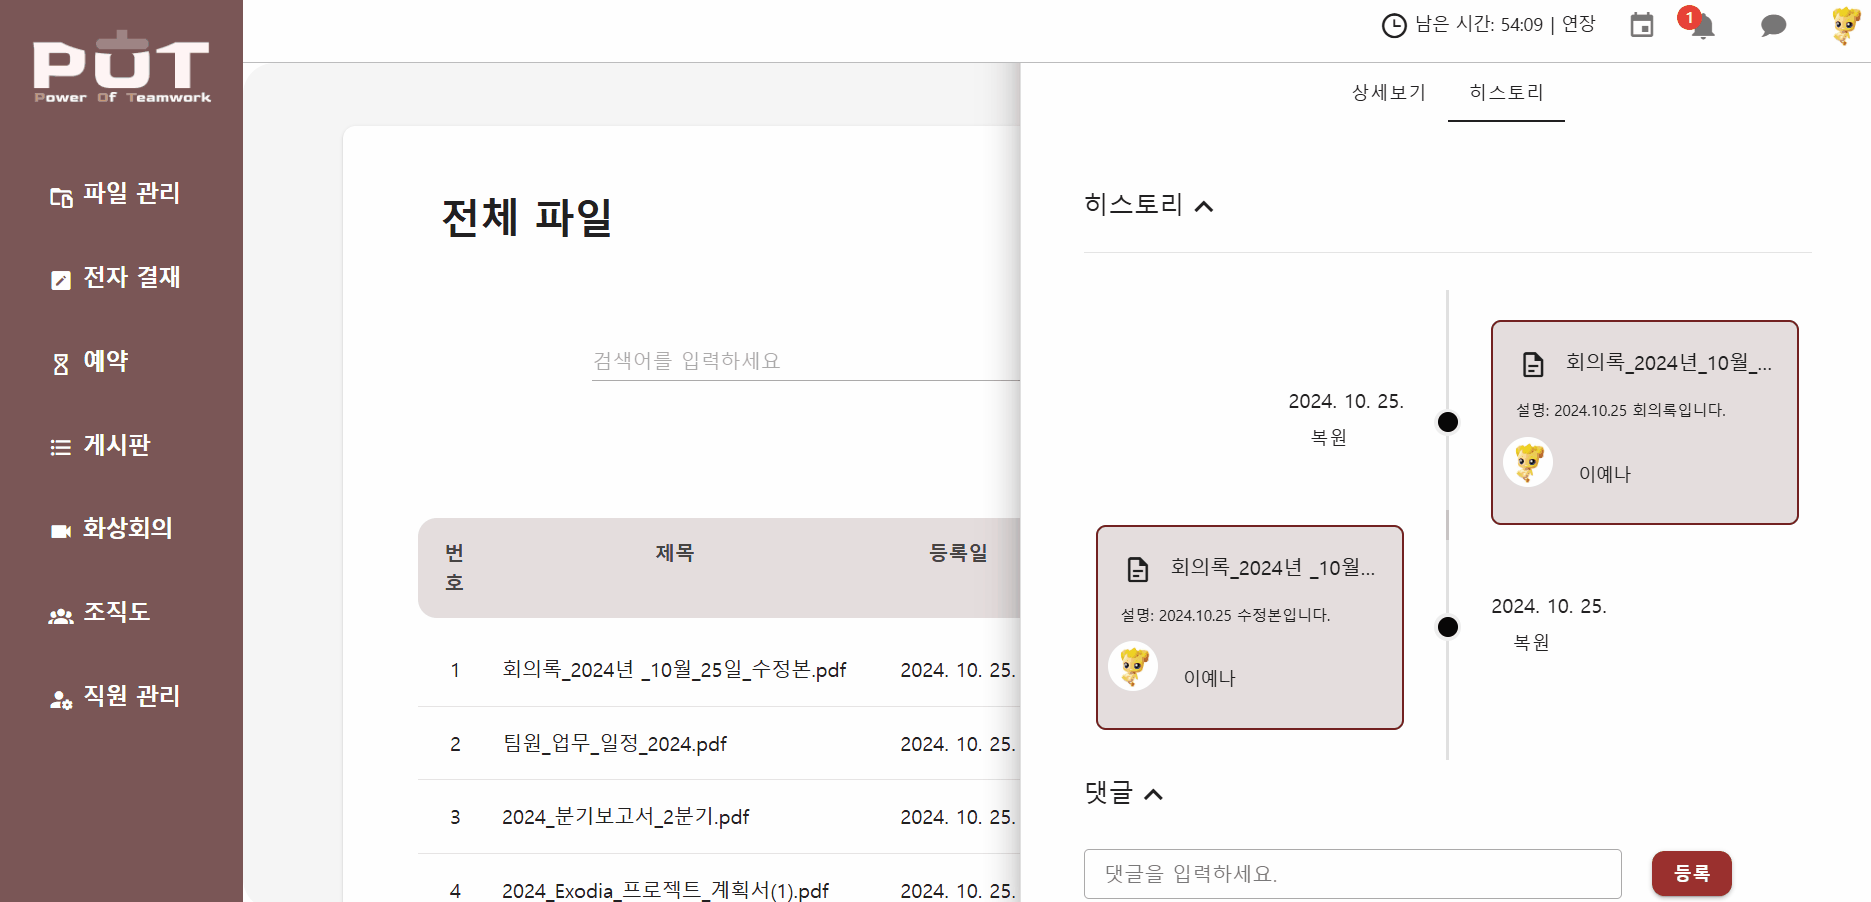 PUT
Power Of Teamwork
파일 관리
전자 결재
예약
게시판
화상회의
조직도
직원 관리
남은 시간: 54:09 | 연장
1
전체 파일
검색어를 입력하세요
번호 제목 등록일
1 회의록_2024년 _10월_25일_수정본.pdf 2024. 10. 25.
2 팀원_업무_일정_2024.pdf 2024. 10. 25.
3 2024_분기보고서_2분기.pdf 2024. 10. 25.
4 2024_Exodia_프로젝트_계획서(1).pdf 2024. 10. 25.
상세보기 히스토리
히스토리
2024. 10. 25.
복원
회의록_2024년_10월_...
설명: 2024.10.25 회의록입니다.
이예나
회의록_2024년 _10월...
설명: 2024.10.25 수정본입니다.
이예나
2024. 10. 25.
복원
댓글
댓글을 입력하세요.
등록